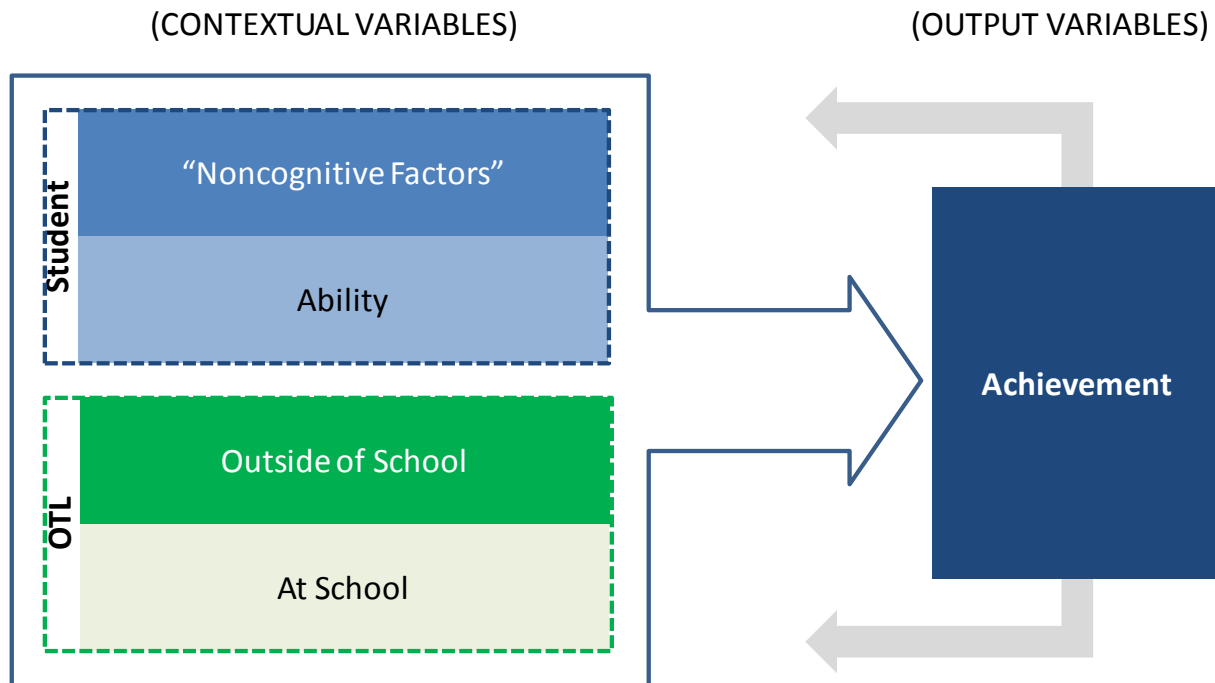 (CONTEXTUAL VARIABLES)
(OUTPUT VARIABLES)
Student
“Noncognitive Factors”
Ability
OTL
Outside of School
At School
Achievement